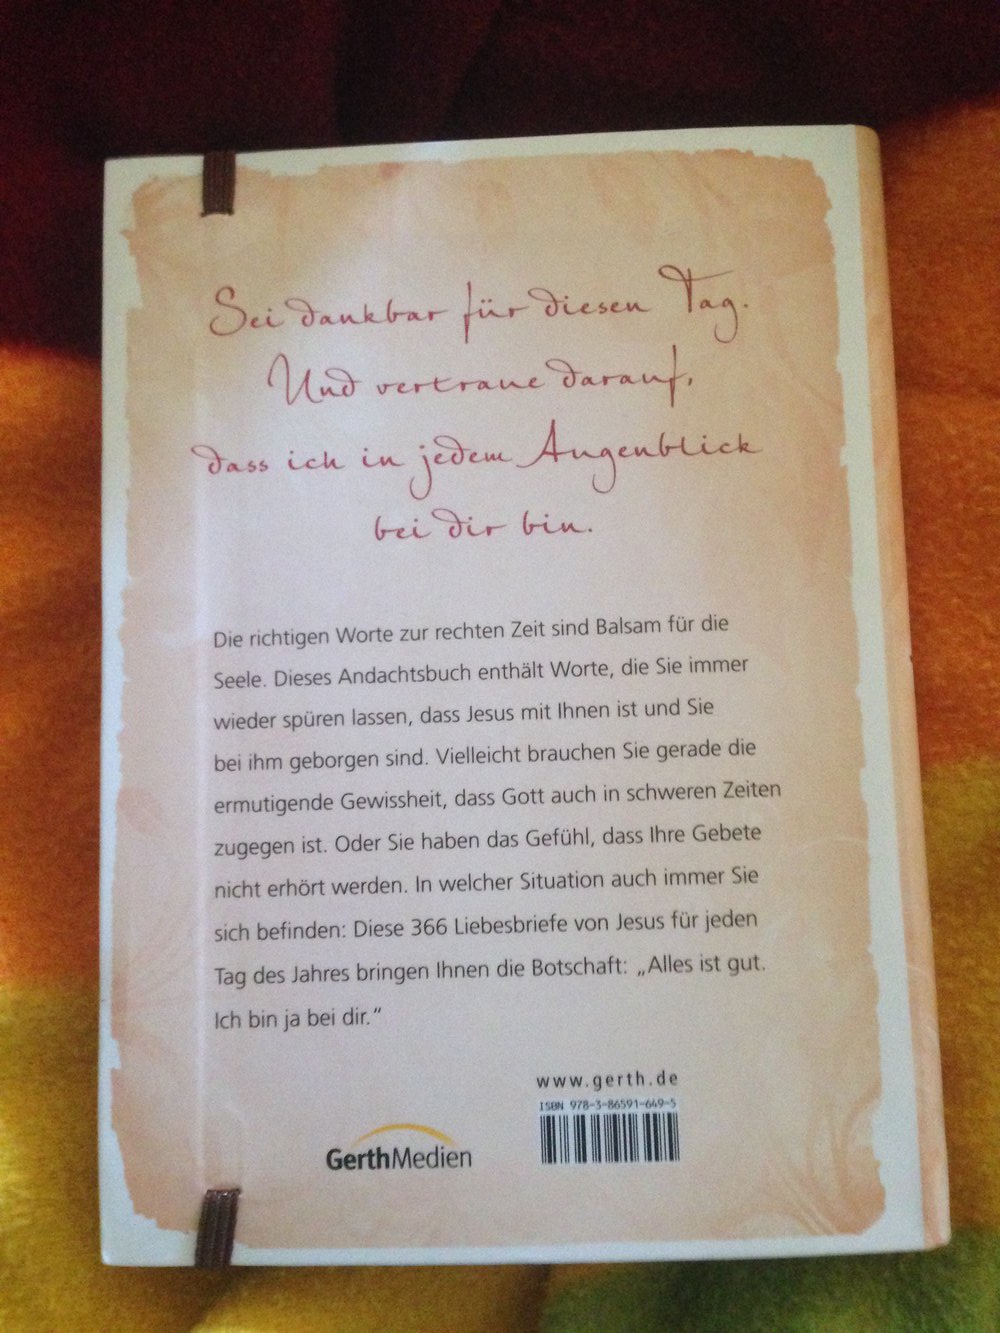 Sei dankbar für diesen Tag.
Und vertraue darauf,
dass ich in jedem Augenblick
bei dir bin.
Die richtigen Worte zur rechten Zeit sind Balsam für die
Seele. Dieses Andachtsbuch enthält Worte, die Sie immer
wieder spüren lassen, dass Jesus mit Ihnen ist und Sie
bei ihm geborgen sind. Vielleicht brauchen Sie gerade die
ermutigende Gewissheit, dass Gott auch in schweren Zeiten
zugegen ist. Oder Sie haben das Gefühl, dass Ihre Gebete
nicht erhört werden. In welcher Situation auch immer Sie
sich befinden: Diese 366 Liebesbriefe von Jesus für jeden
Tag des Jahres bringen Ihnen die Botschaft: „Alles ist gut.
Ich bin ja bei dir.“
www.gerth.de
ISBN 978-3-86591-649-5
GerthMedien